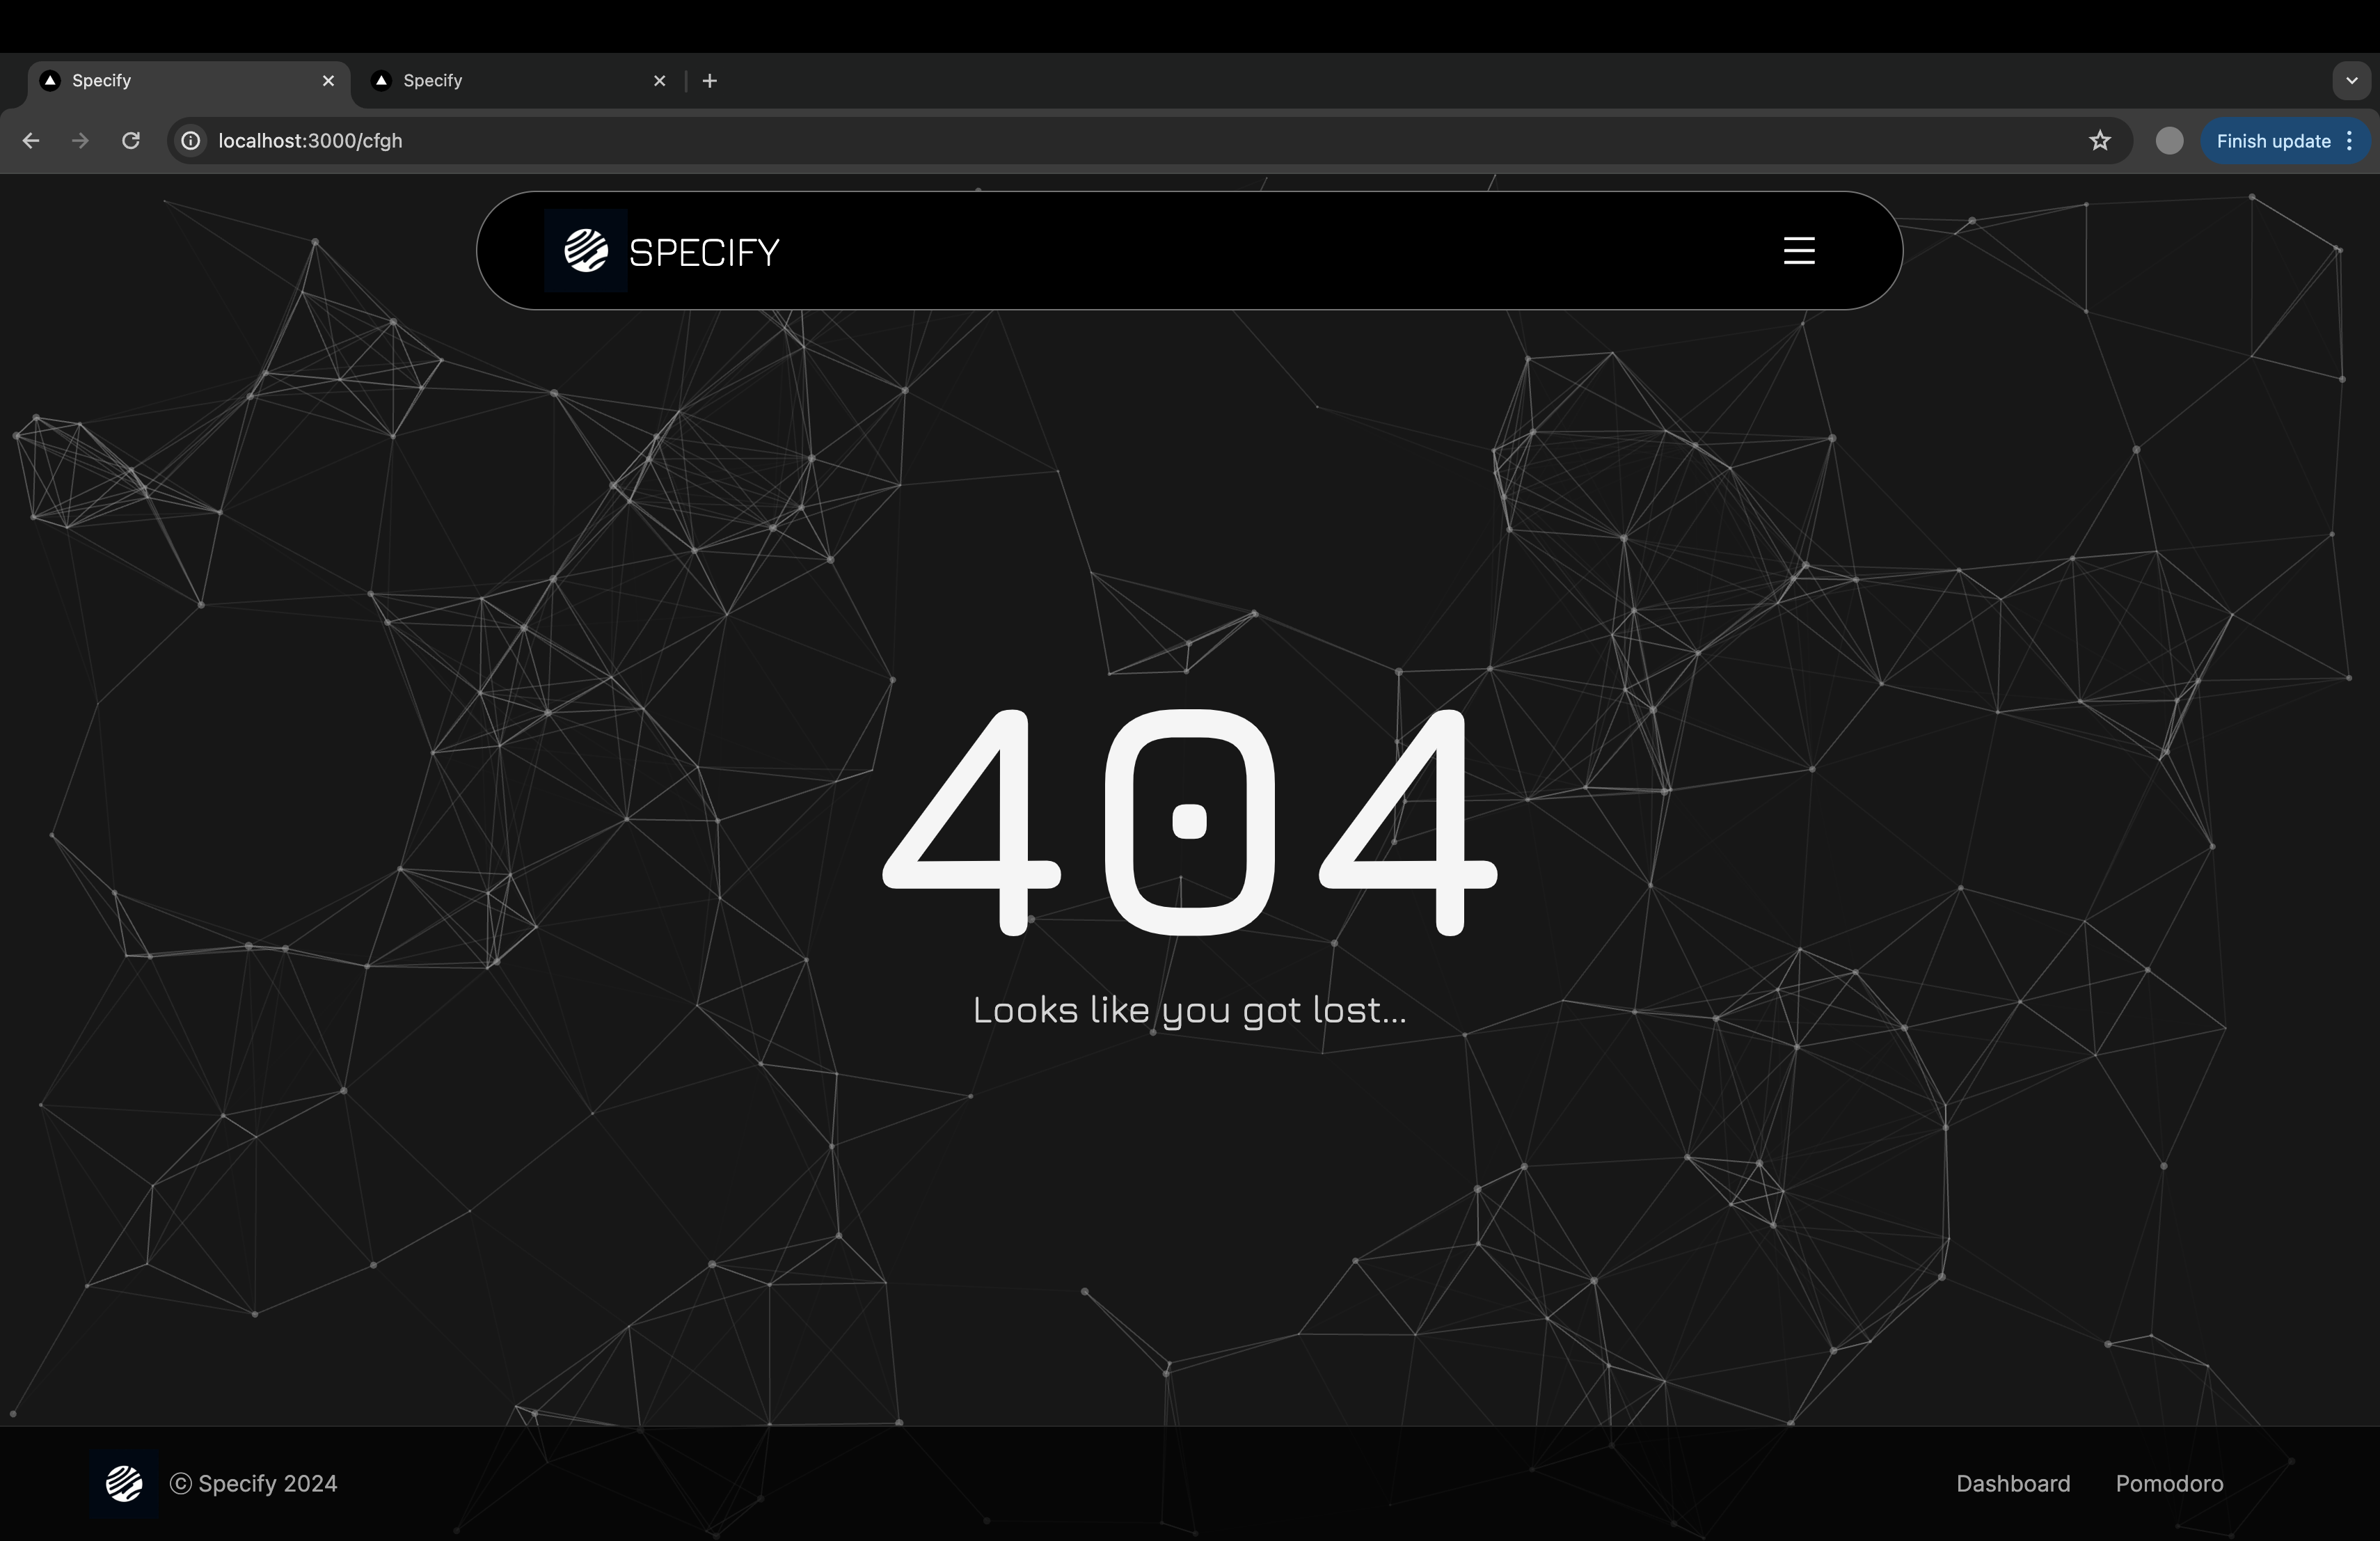 Specify
Specify
localhost:3000/cfgh
Finish update
SPECIFY
404
Looks like you got lost...
© Specify 2024
Dashboard
Pomodoro